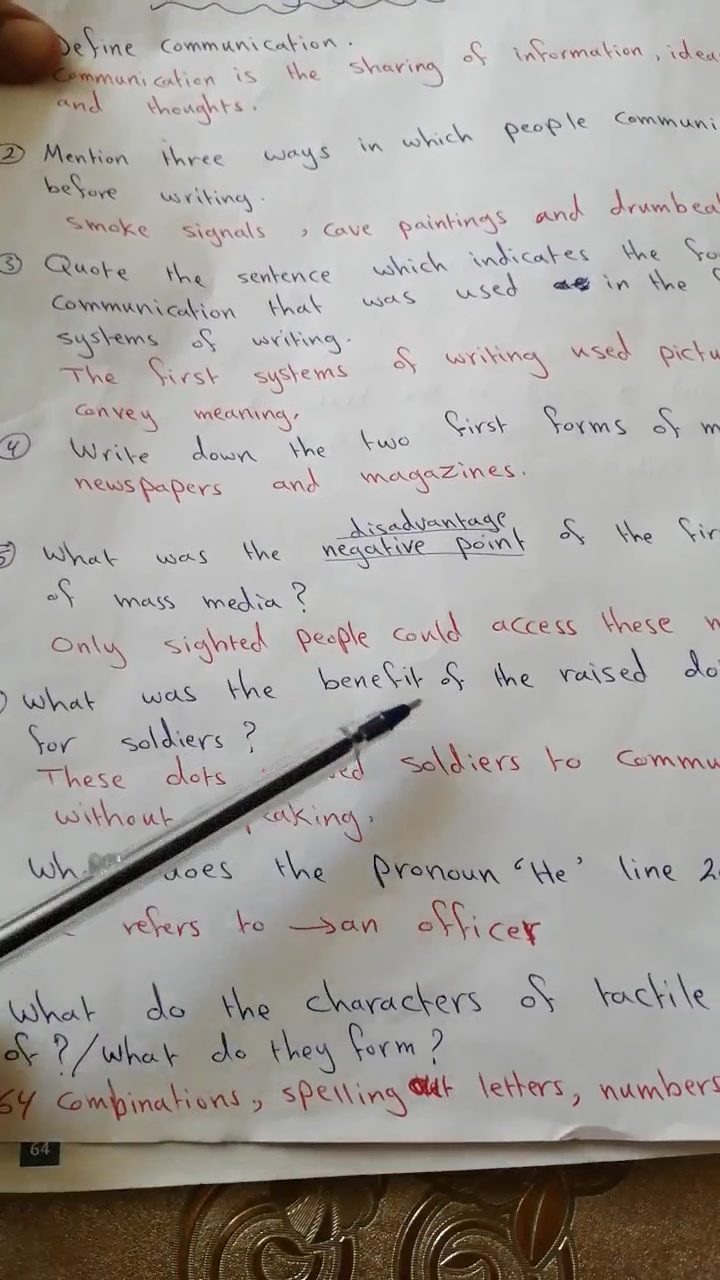 Define communication.
Communication is the sharing of information, idea
and thoughts.
2 Mention three ways in which people communi
before writing.
Smoke signals, cave paintings and drumbea
3 Quote the sentence which indicates the fo
communication that was used in the f
systems of writing.
The first systems of writing used pictu
convey meaning.
4 Write down the two first forms of m
newspapers and magazines.
disadvantage
5 What was the negative point of the fir
of mass media?
Only sighted people could access these n
What was the benefit of the raised do
for soldiers?
These dots soldiers to commu
without
does the pronoun 'He' line 2
refers to →an officer
What do the characters of tactile
of?/What do they form?
64 combinations, spelling out letters, numbers
64